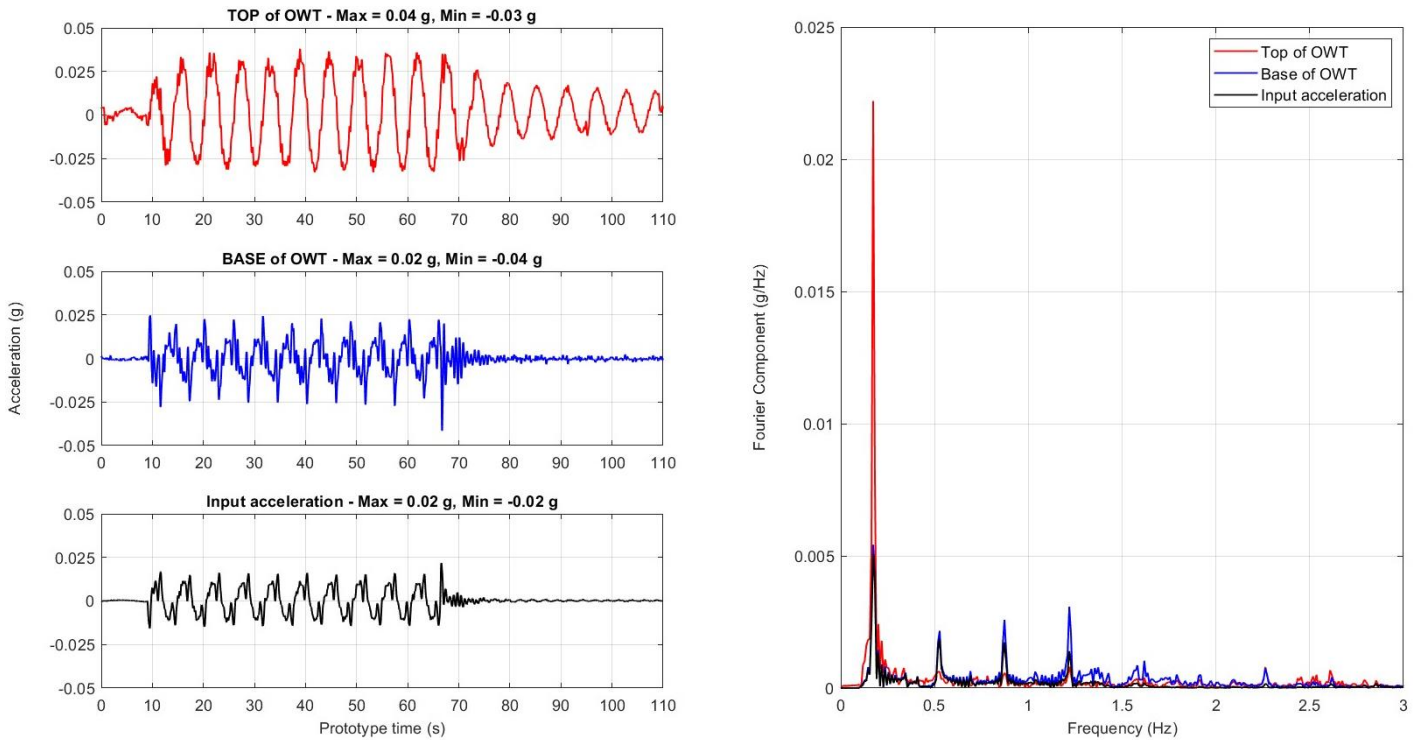 TOP of OWT - Max = 0.04 g, Min = -0.03 g
0.05
0.025
0
-0.025
-0.05
0 10 20 30 40 50 60 70 80 90 100 110
BASE of OWT - Max = 0.02 g, Min = -0.04 g
0.05
0.025
0
-0.025
-0.05
0 10 20 30 40 50 60 70 80 90 100 110
Input acceleration - Max = 0.02 g, Min = -0.02 g
0.05
0.025
0
-0.025
-0.05
0 10 20 30 40 50 60 70 80 90 100 110
Prototype time (s)
Acceleration (g)
0.025
0.02
0.015
0.01
0.005
0
0 0.5 1 1.5 2 2.5 3
Frequency (Hz)
Fourier Component (g/Hz)
Top of OWT
Base of OWT
Input acceleration